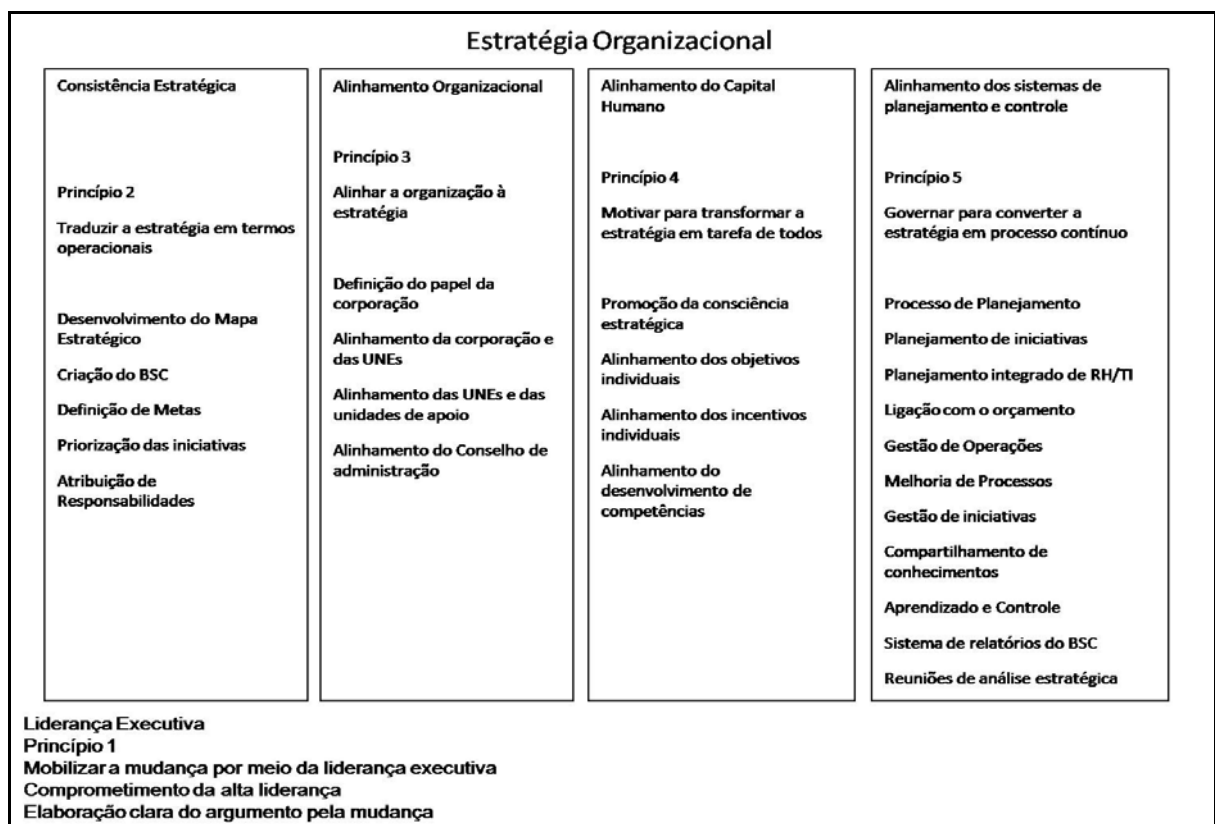 Estratégia Organizacional
Consistência Estratégica
Princípio 2
Traduzir a estratégia em termos
operacionais
Desenvolvimento do Mapa
Estratégico
Criação do BSC
Definição de Metas
Priorização das iniciativas
Atribuição de
Responsabilidades
Alinhamento Organizacional
Princípio 3
Alinhar a organização à
estratégia
Definição do papel da
corporação
Alinhamento da corporação e
das UNEs
Alinhamento das UNEs e das
unidades de apoio
Alinhamento do Conselho de
administração
Alinhamento do Capital
Humano
Princípio 4
Motivar para transformar a
estratégia em tarefa de todos
Promoção da consciência
estratégica
Alinhamento dos objetivos
individuais
Alinhamento dos incentivos
individuais
Alinhamento do
desenvolvimento de
competências
Alinhamento dos sistemas de
planejamento e controle
Princípio 5
Governar para converter a
estratégia em processo contínuo
Processo de Planejamento
Planejamento de iniciativas
Planejamento integrado de RH/TI
Ligação com o orçamento
Gestão de Operações
Melhoria de Processos
Gestão de iniciativas
Compartilhamento de
conhecimentos
Aprendizado e Controle
Sistema de relatórios do BSC
Reuniões de análise estratégica
Liderança Executiva
Princípio 1
Mobilizar a mudança por meio da liderança executiva
Comprometimento da alta liderança
Elaboração clara do argumento pela mudança